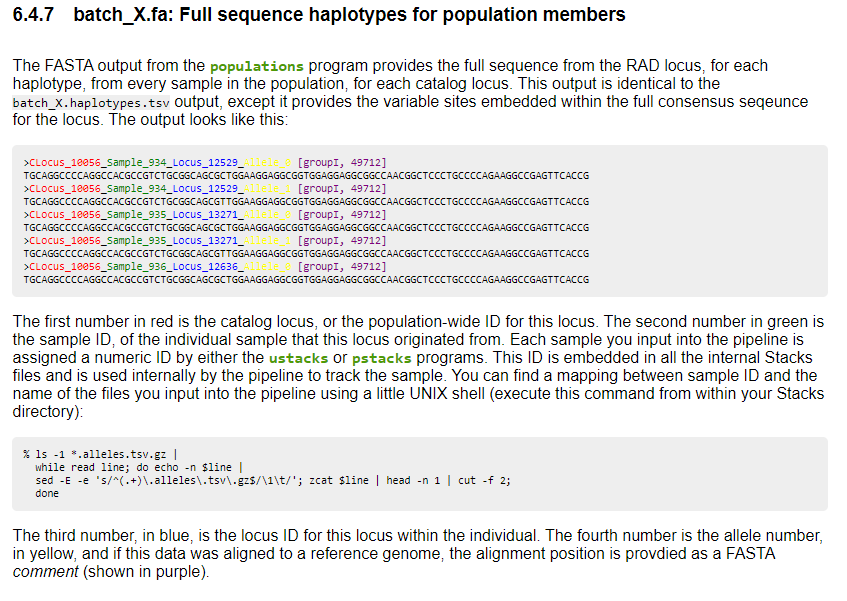 6.4.7 batch_X.fa: Full sequence haplotypes for population members
The FASTA output from the populations program provides the full sequence from the RAD locus, for each
haplotype, from every sample in the population, for each catalog locus. This output is identical to the
batch_X.haplotypes.tsv output, except it provides the variable sites embedded within the full consensus seqeunce
for the locus. The output looks like this:
>CLocus_10056_Sample_934_Locus_12529_Allele_ [groupI, 49712]
TGCAGGCCCCAGGCCACGCCGTCTGCGGCAGCGCTGGAAGGAGGCGGTGGAGGAGGCGGCCAACGGCTCCCTGCCCCAGAAGGCCGAGTTCACCG
>CLocus_10056_Sample_934_Locus_12529_Allele_ [groupI, 49712]
TGCAGGCCCCAGGCCACGCCGTCTGCGGCAGCGTTGGAAGGAGGCGGTGGAGGAGGCGGCCAACGGCTCCCTGCCCCAGAAGGCCGAGTTCACCG
>CLocus_10056_Sample_935_Locus_13271_Allele_ [groupI, 49712]
TGCAGGCCCCAGGCCACGCCGTCTGCGGCAGCGCTGGAAGGAGGCGGTGGAGGAGGCGGCCAACGGCTCCCTGCCCCAGAAGGCCGAGTTCACCG
>CLocus_10056_Sample_935_Locus_13271_Allele_ [groupI, 49712]
TGCAGGCCCCAGGCCACGCCGTCTGCGGCAGCGTTGGAAGGAGGCGGTGGAGGAGGCGGCCAACGGCTCCCTGCCCCAGAAGGCCGAGTTCACCG
>CLocus_10056_Sample_936_Locus_12636_Allele_ [groupI, 49712]
TGCAGGCCCCAGGCCACGCCGTCTGCGGCAGCGCTGGAAGGAGGCGGTGGAGGAGGCGGCCAACGGCTCCCTGCCCCAGAAGGCCGAGTTCACCG
The first number in red is the catalog locus, or the population-wide ID for this locus. The second number in green is
the sample ID, of the individual sample that this locus originated from. Each sample you input into the pipeline is
assigned a numeric ID by either the ustacks or pstacks programs. This ID is embedded in all the internal Stacks
files and is used internally by the pipeline to track the sample. You can find a mapping between sample ID and the
name of the files you input into the pipeline using a little UNIX shell (execute this command from within your Stacks
directory):
% ls -1 *.alleles.tsv.gz |
while read line; do echo -n $line |
sed -E -e 's/^(.+)\.alleles\.tsv\.gz$/\1\t/'; zcat $line | head -n 1 | cut -f 2;
done
The third number, in blue, is the locus ID for this locus within the individual. The fourth number is the allele number,
in yellow, and if this data was aligned to a reference genome, the alignment position is provdied as a FASTA
comment (shown in purple).